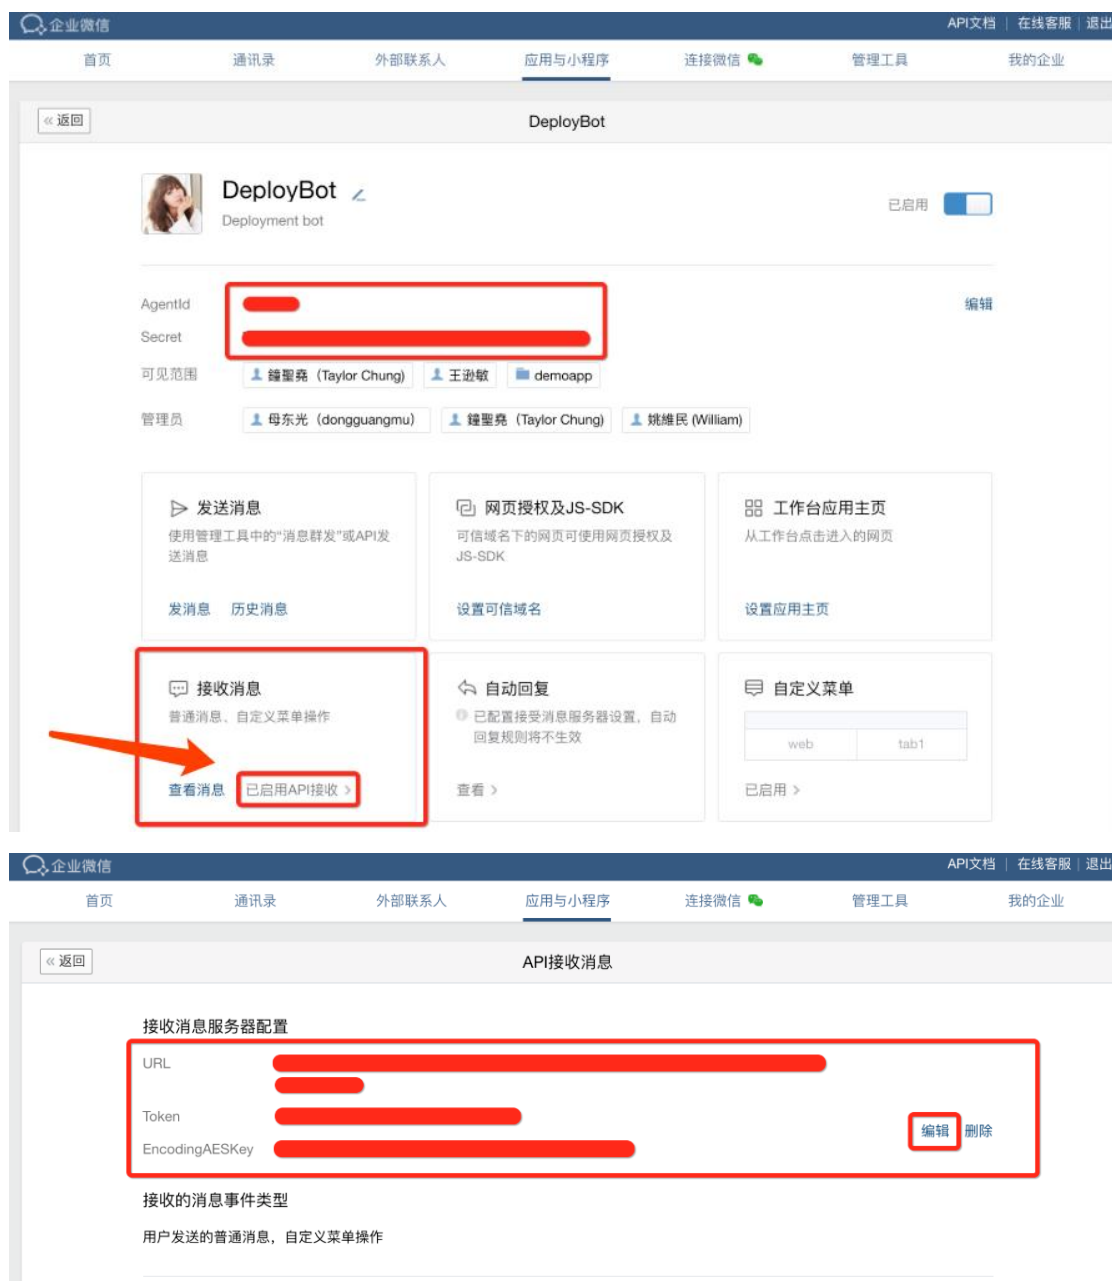 企业微信 API文档 | 在线客服 | 退出
首页 通讯录 外部联系人 应用与小程序 连接微信 管理工具 我的企业
« 返回 DeployBot
DeployBot
Deployment bot
已启用
AgentId 编辑
Secret
可见范围 鐘聖堯（Taylor Chung) 王逊敏 demoapp
管理员 母东光（dongguangmu） 鐘聖堯（Taylor Chung) 姚維民 (William)
发送消息
使用管理工具中的“消息群发”或API发
送消息
发消息 历史消息
网页授权及JS-SDK
可信域名下的网页可使用网页授权及
JS-SDK
设置可信域名
工作台应用主页
从工作台点击进入的网页
设置应用主页
接收消息
普通消息、自定义菜单操作
查看消息 已启用API接收 >
自动回复
已配置接受消息服务器设置，自动
回复规则将不生效
查看 >
自定义菜单
web tab1
已启用 >
企业微信 API文档 | 在线客服 | 退出
首页 通讯录 外部联系人 应用与小程序 连接微信 管理工具 我的企业
« 返回 API接收消息
接收消息服务器配置
URL
Token
编辑 删除
EncodingAESKey
接收的消息事件类型
用户发送的普通消息，自定义菜单操作